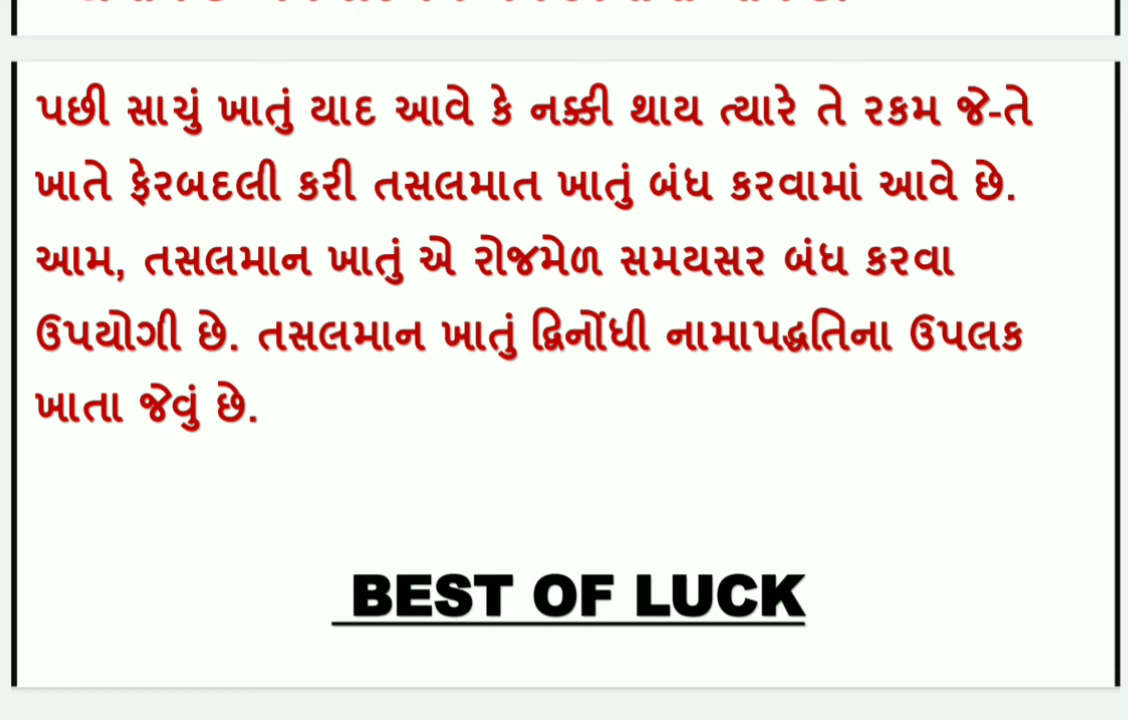 પછી સાચું ખાતું યાદ આવે કે નક્કી થાય ત્યારે તે રકમ જે-તે
ખાતે ફેરબદલી કરી તસલમાત ખાતું બંધ કરવામાં આવે છે.
આમ, તસલમાન ખાતું એ રોજમેળ સમયસર બંધ કરવા
ઉપયોગી છે. તસલમાન ખાતું દ્વિનોંધી નામાપદ્ધતિના ઉપલક
ખાતા જેવું છે.
BEST OF LUCK